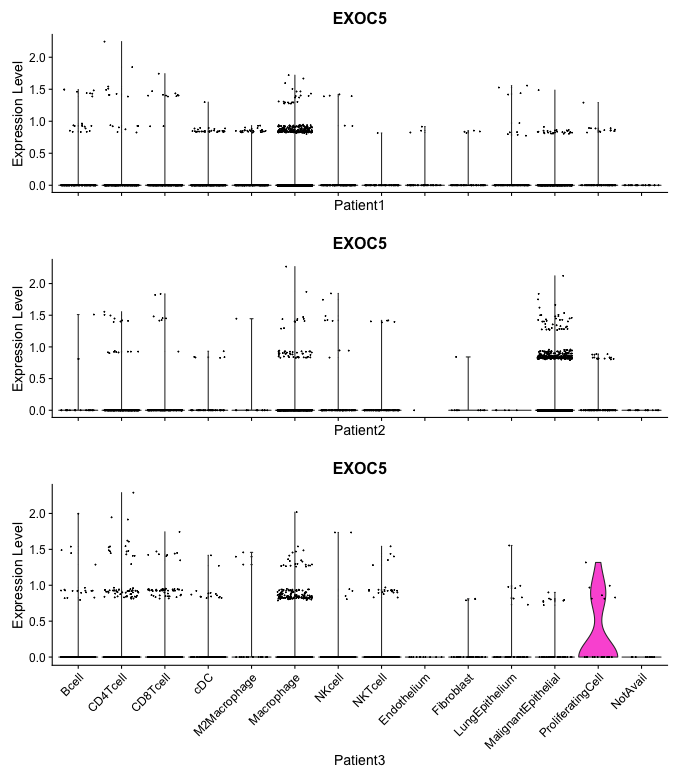 EXOC5
Expression Level
2.0
1.5
1.0
0.5
0.0
Patient1
EXOC5
Expression Level
2.0
1.5
1.0
0.5
0.0
Patient2
EXOC5
Expression Level
2.0
1.5
1.0
0.5
0.0
Bcell
CD4Tcell
CD8Tcell
cDC
M2Macrophage
Macrophage
NKcell
NKTcell
Endothelium
Fibroblast
LungEpithelium
MalignantEpithelial
ProliferatingCell
NotAvail
Patient3